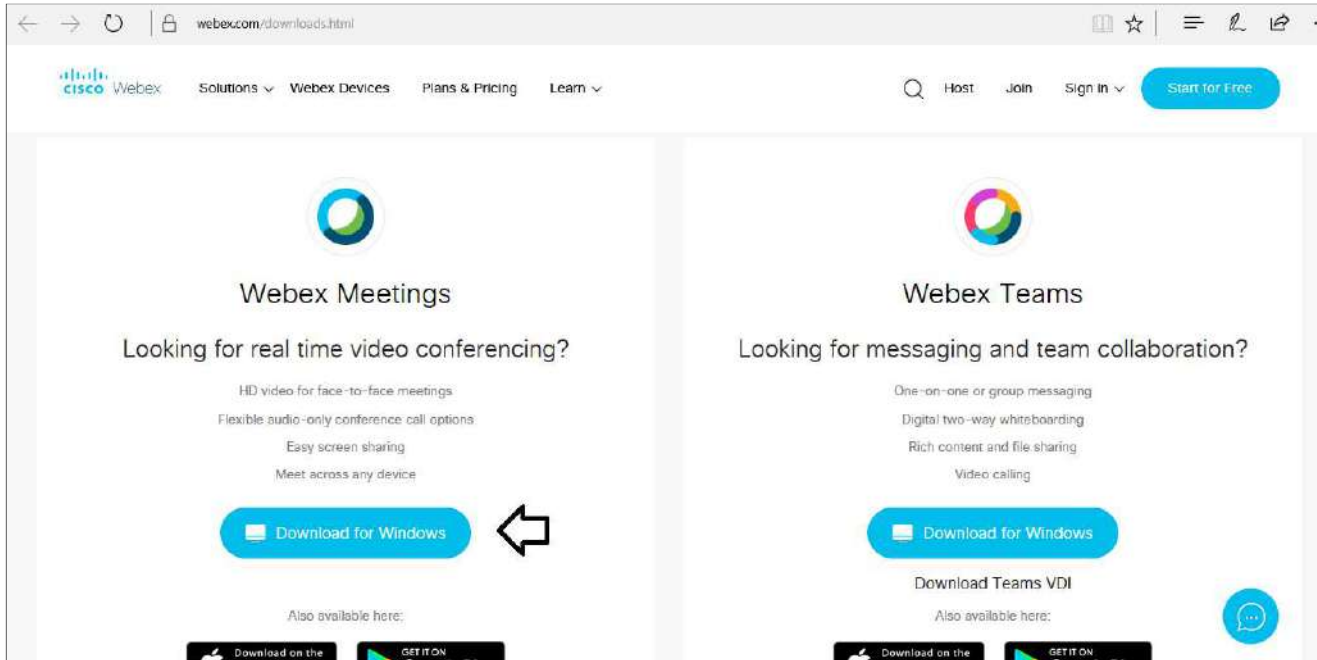 webex.com/downloads.html
cisco Webex Solutions Webex Devices Plans & Pricing Learn Host Join Sign In Start for Free
Webex Meetings
Looking for real time video conferencing?
HD video for face-to-face meetings
Flexible audio-only conference call options
Easy screen sharing
Meet across any device
Download for Windows
Also available here:
Download on the
GET IT ON
Webex Teams
Looking for messaging and team collaboration?
One-on-one or group messaging
Digital two-way whiteboarding
Rich content and file sharing
Video calling
Download for Windows
Download Teams VDI
Also available here:
Download on the
GET IT ON